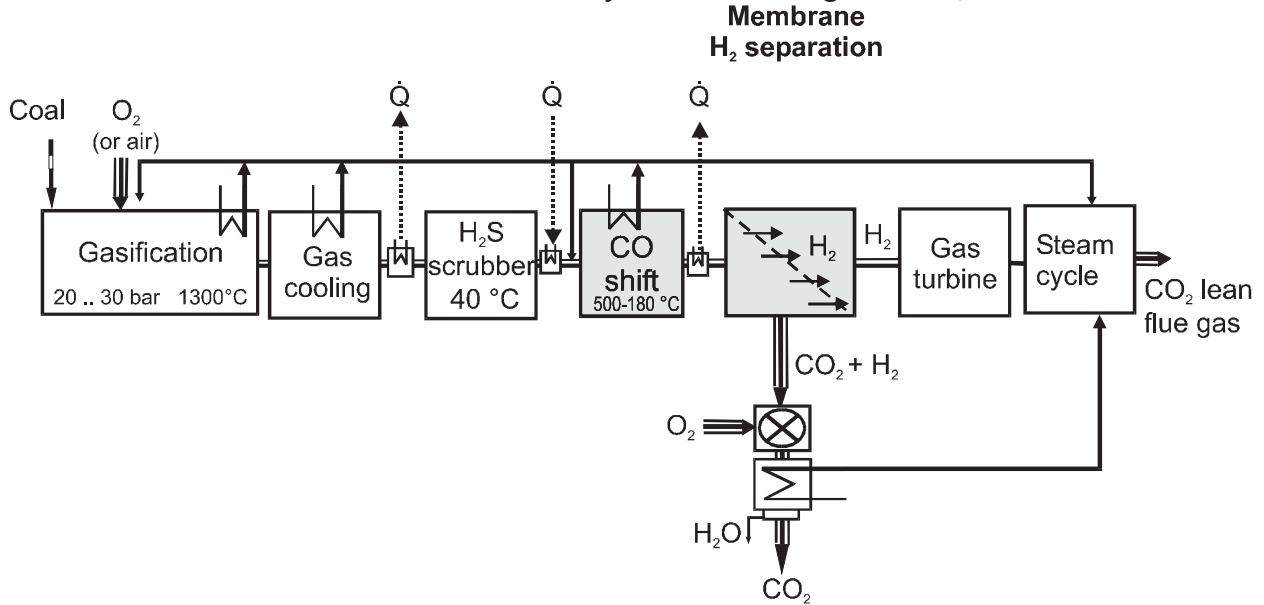 Membrane
H₂ separation
Q̇
Q̇
Q̇
Coal
O₂
(or air)
Gasification
20 .. 30 bar 1300°C
Gas
cooling
H₂S
scrubber
40 °C
CO
shift
500-180 °C
H₂
H₂
Gas
turbine
Steam
cycle
CO₂ lean
flue gas
CO₂ + H₂
O₂
H₂O
CO₂